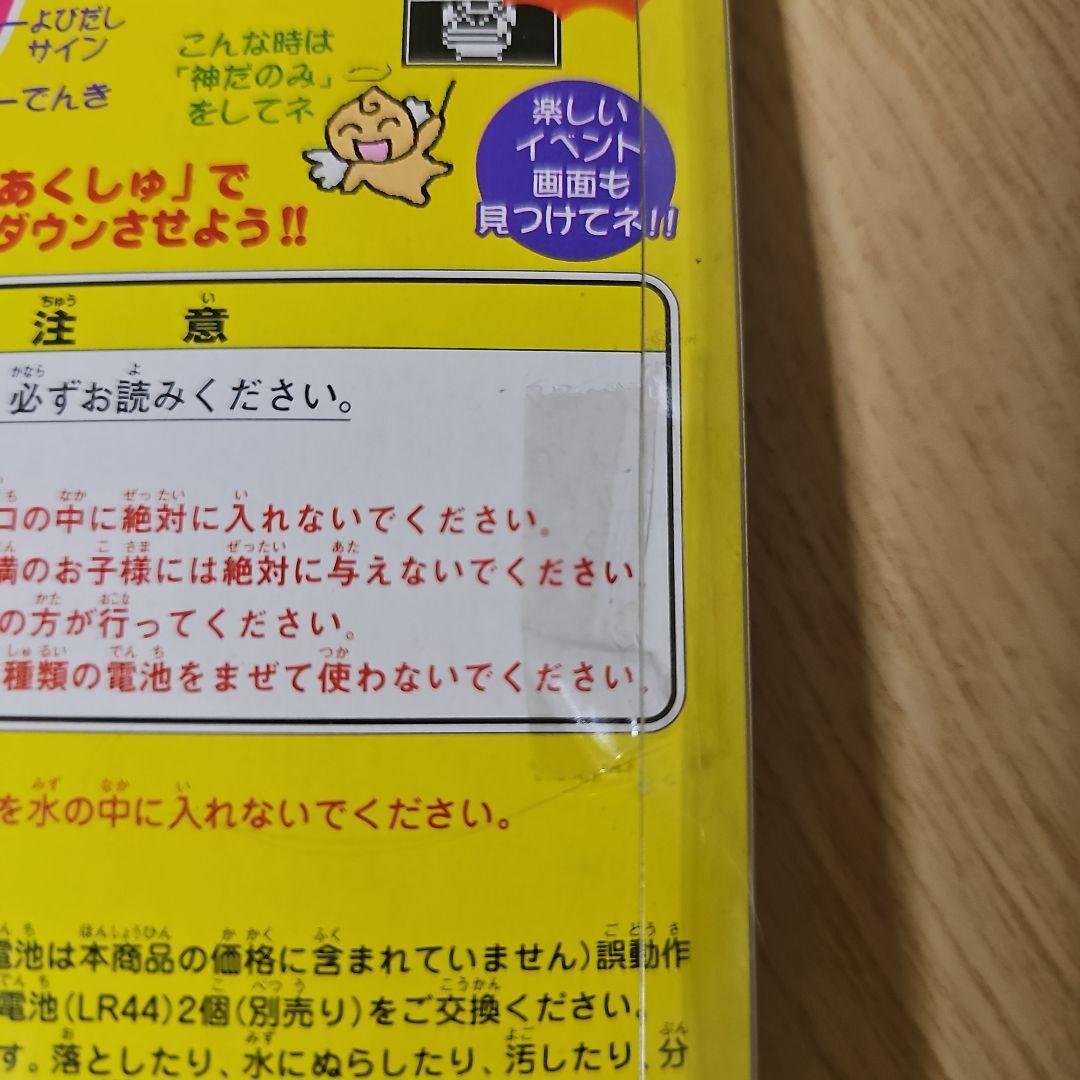 よびだし
サイン
でんき
こんな時は
「神だのみ」
をしてネ
楽しい
イベント
画面も
見つけてネ!!
あくしゅ」で
ダウンさせよう!!
注意
必ずお読みください。
の中に絶対に入れないでください。
満のお子様には絶対に与えないでください。
の方が行ってください。
種類の電池をまぜて使わないでください。
を水の中に入れないでください。
電池は本商品の価格に含まれていません)誤動作
電池(LR44)2個(別売り)をご交換ください。
す。落としたり、水にぬらしたり、汚したり、分